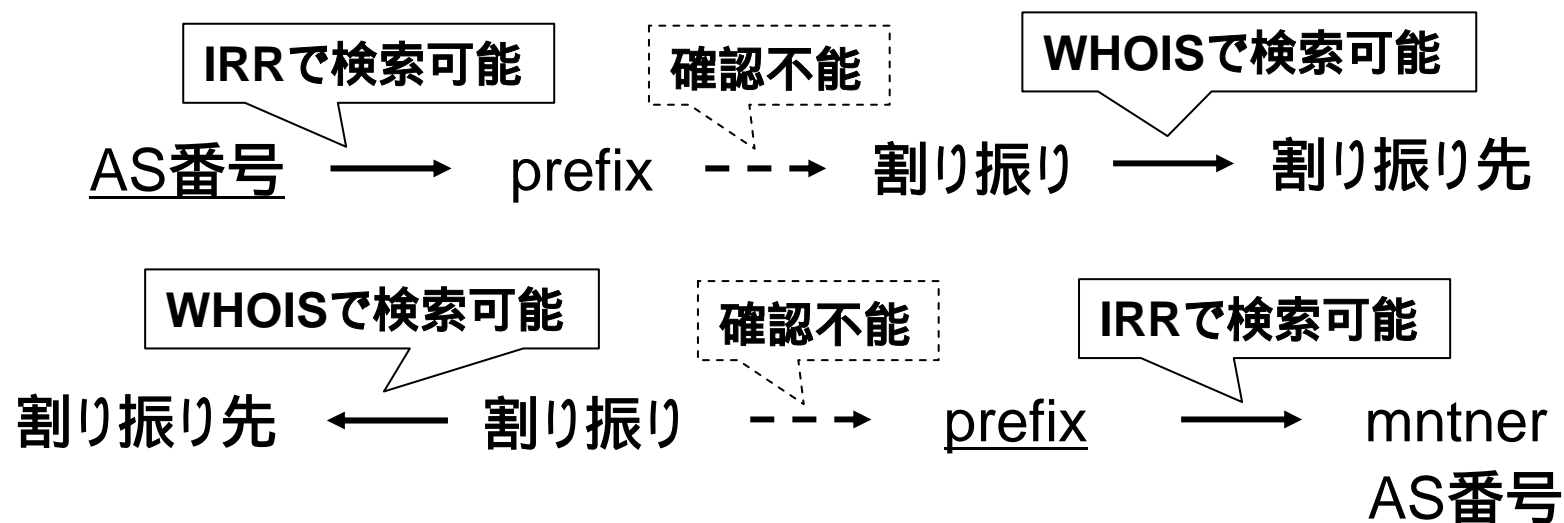 IRRで検索可能
確認不能
WHOISで検索可能
AS番号
prefix
割り振り
割り振り先
WHOISで検索可能
確認不能
IRRで検索可能
割り振り先
割り振り
prefix
mntner
AS番号